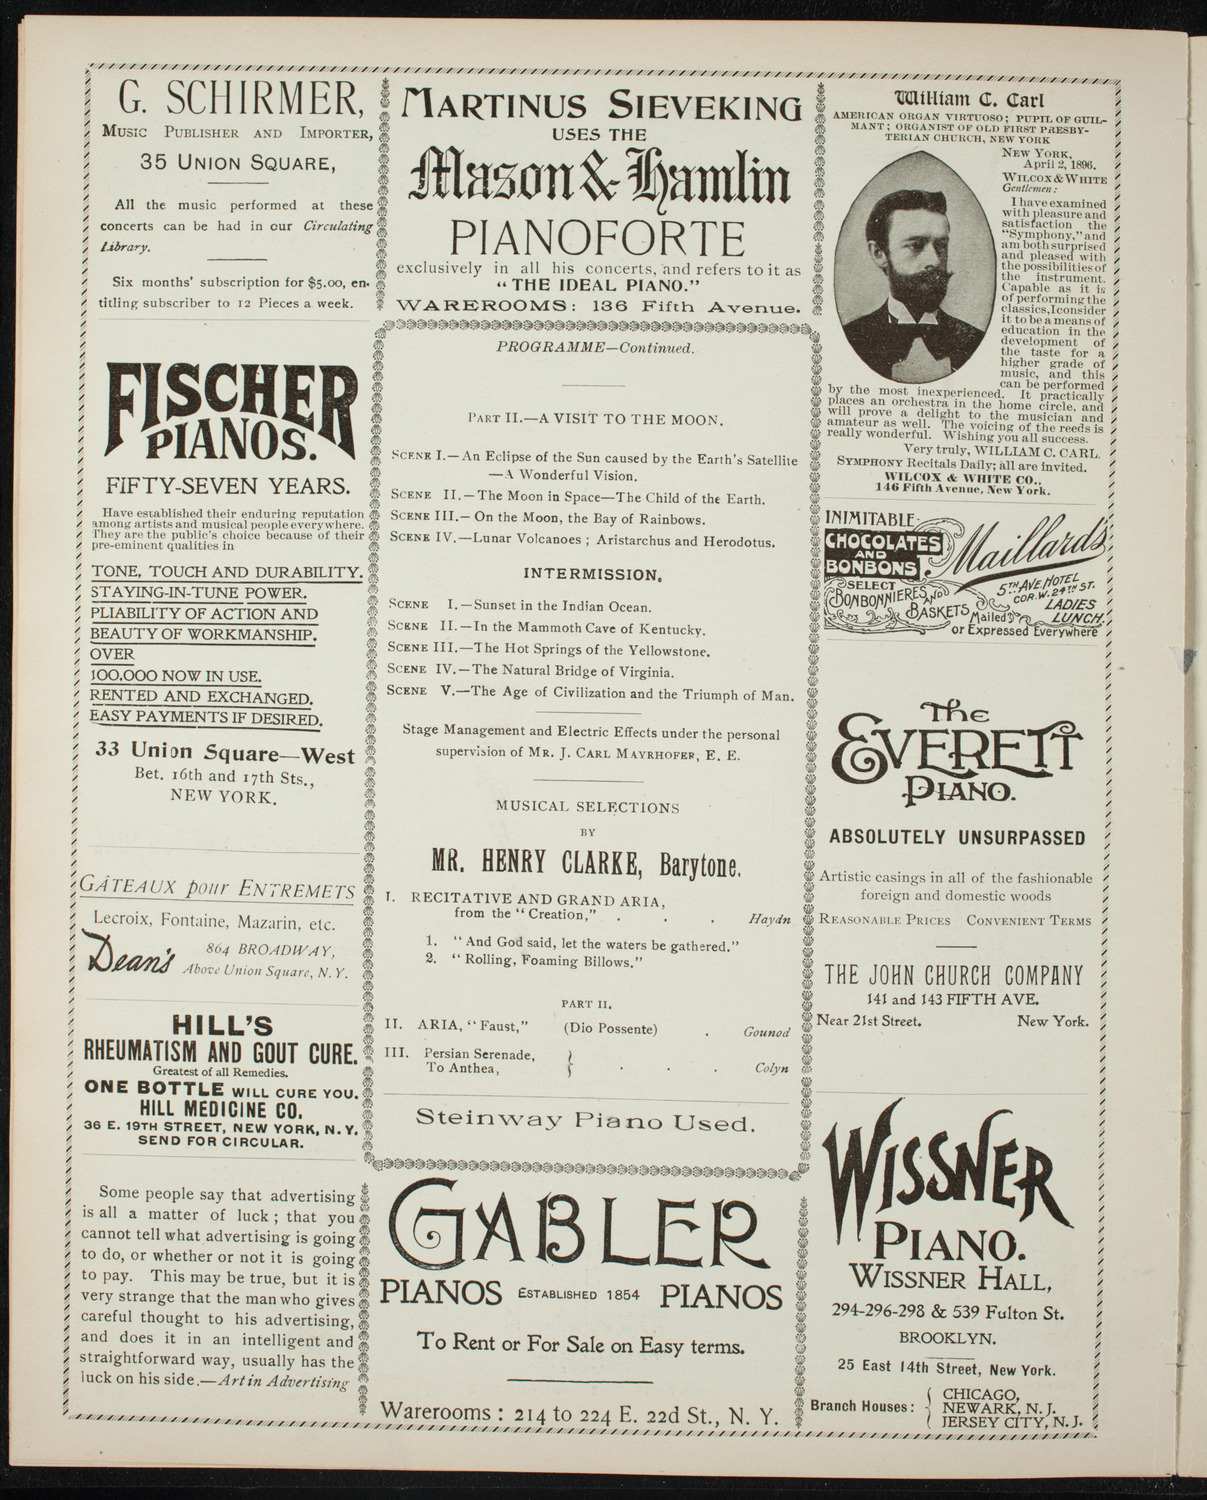 G. SCHIRMER,
MUSIC PUBLISHER AND IMPORTER,
35 UNION SQUARE,
All the music performed at these
concerts can be had in our Circulating
Library.
Six months' subscription for $5.00, en-
titling subscriber to 12 Pieces a week.
FISCHER
PIANOS.
FIFTY-SEVEN YEARS.
Have established their enduring reputation
among artists and musical people everywhere.
They are the public's choice because of their
pre-eminent qualities in
TONE, TOUCH AND DURABILITY.
STAYING-IN-TUNE POWER.
PLIABILITY OF ACTION AND
BEAUTY OF WORKMANSHIP.
OVER
100,000 NOW IN USE.
RENTED AND EXCHANGED.
EASY PAYMENTS IF DESIRED.
33 Union Square—West
Bet. 16th and 17th Sts.,
NEW YORK.
GÂTEAUX pour ENTREMETS
Lecroix, Fontaine, Mazarin, etc.
Dean's
864 BROADWAY,
Above Union Square, N. Y.
HILL'S
RHEUMATISM AND GOUT CURE.
Greatest of all Remedies.
ONE BOTTLE WILL CURE YOU.
HILL MEDICINE CO.
36 E. 19TH STREET, NEW YORK, N. Y.
SEND FOR CIRCULAR.
Some people say that advertising
is all a matter of luck; that you
cannot tell what advertising is going
to do, or whether or not it is going
to pay. This may be true, but it is
very strange that the man who gives
careful thought to his advertising,
and does it in an intelligent and
straightforward way, usually has the
luck on his side.—Art in Advertising
MARTINUS SIEVEKING
USES THE
Mason & Hamlin
PIANOFORTE
exclusively in all his concerts, and refers to it as
"THE IDEAL PIANO."
WAREROOMS: 136 Fifth Avenue.
PROGRAMME—Continued.
PART II.—A VISIT TO THE MOON.
SCENE I.—An Eclipse of the Sun caused by the Earth's Satellite
—A Wonderful Vision.
SCENE II.—The Moon in Space—The Child of the Earth.
SCENE III.—On the Moon, the Bay of Rainbows.
SCENE IV.—Lunar Volcanoes; Aristarchus and Herodotus.
INTERMISSION.
SCENE I.—Sunset in the Indian Ocean.
SCENE II.—In the Mammoth Cave of Kentucky.
SCENE III.—The Hot Springs of the Yellowstone.
SCENE IV.—The Natural Bridge of Virginia.
SCENE V.—The Age of Civilization and the Triumph of Man.
Stage Management and Electric Effects under the personal
supervision of MR. J. CARL MAYRHOFER, E. E.
MUSICAL SELECTIONS
BY
MR. HENRY CLARKE, Barytone.
I. RECITATIVE AND GRAND ARIA,
from the "Creation," . . . Haydn
1. "And God said, let the waters be gathered."
2. "Rolling, Foaming Billows."
PART II.
II. ARIA, "Faust," (Dio Possente) . Gounod
III. Persian Serenade, }
To Anthea, . . . Colyn
Steinway Piano Used.
GABLER
PIANOS ESTABLISHED 1854 PIANOS
To Rent or For Sale on Easy terms.
Warerooms: 214 to 224 E. 22d St., N. Y.
William C. Carl
AMERICAN ORGAN VIRTUOSO; PUPIL OF GUIL-
MANT; ORGANIST OF OLD FIRST PRESBY-
TERIAN CHURCH, NEW YORK
NEW YORK,
April 2, 1896.
WILCOX & WHITE
Gentlemen:
I have examined
with pleasure and
satisfaction the
"Symphony," and
am both surprised
and pleased with
the possibilities of
the instrument.
Capable as it is
of performing the
classics, I consider
it to be a means of
education in the
development of
the taste for a
higher grade of
music, and this
can be performed
by the most inexperienced. It practically
places an orchestra in the home circle, and
will prove a delight to the musician and
amateur as well. The voicing of the reeds is
really wonderful. Wishing you all success.
Very truly, WILLIAM C. CARL.
SYMPHONY Recitals Daily; all are invited.
WILCOX & WHITE CO.,
146 Fifth Avenue, New York.
INIMITABLE
CHOCOLATES
AND
BONBONS
Maillard's
SELECT
BONBONNIERES AND
BASKETS
5TH AVE. HOTEL
COR. W. 24TH ST.
LADIES
LUNCH.
Mailed
or Expressed Everywhere
The
EVERETT
PIANO.
ABSOLUTELY UNSURPASSED
Artistic casings in all of the fashionable
foreign and domestic woods
REASONABLE PRICES CONVENIENT TERMS
THE JOHN CHURCH COMPANY
141 and 143 FIFTH AVE.
Near 21st Street. New York.
WISSNER
PIANO.
WISSNER HALL,
294-296-298 & 539 Fulton St.
BROOKLYN.
25 East 14th Street, New York.
Branch Houses: { CHICAGO,
NEWARK, N. J.
JERSEY CITY, N. J.